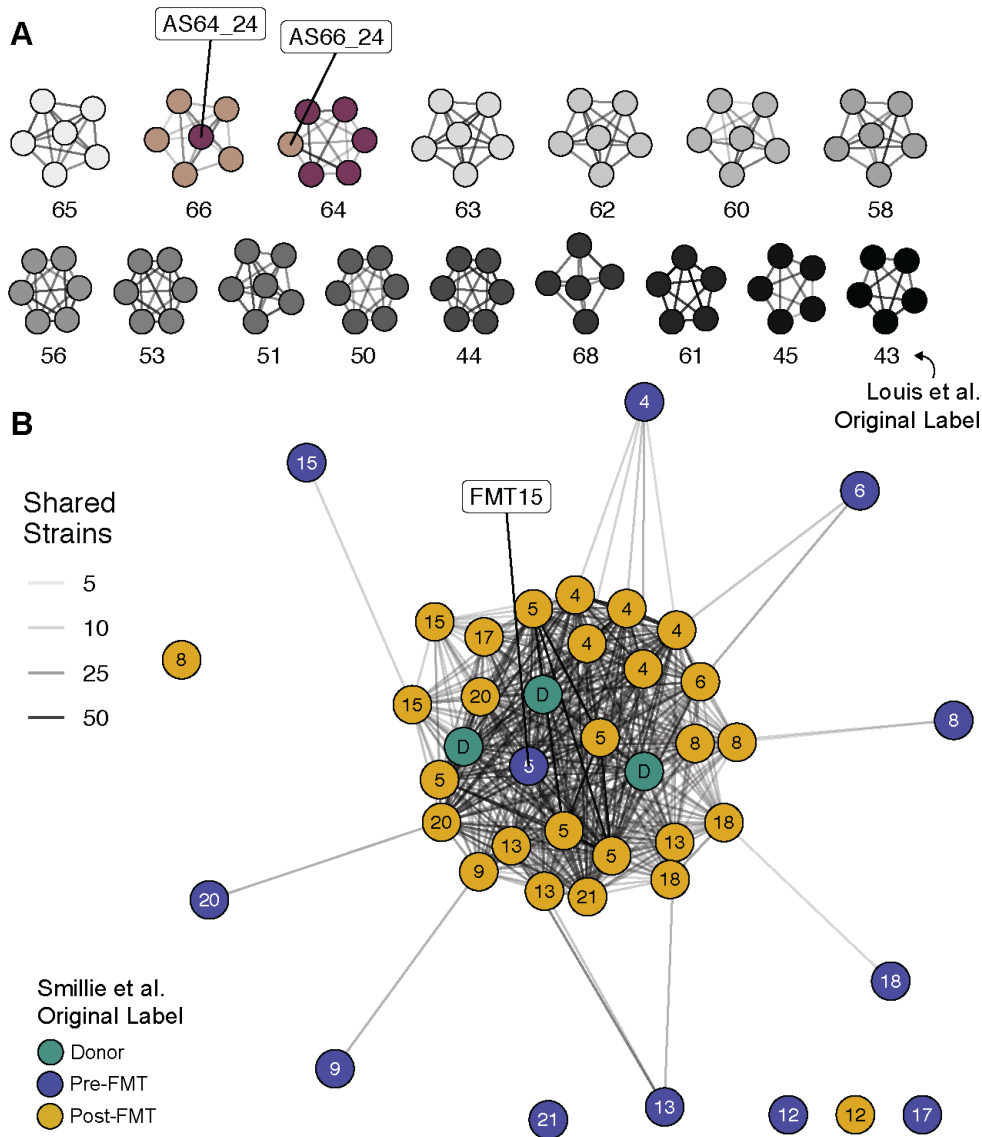 A
AS64_24
AS66_24
65 66 64 63 62 60 58
56 53 51 50 44 68 61 45 43
Louis et al.
Original Label
B
4
15
6
FMT15
Shared
Strains
5
10
25
50
4
5 4
15 4
17 4
4
8
6
20 D
15
5
D 8 8 8
5 D
5
20 5 18
13 13
5
9 18
13 21
20
18
9
13
21 12 12 17
Smillie et al.
Original Label
Donor
Pre-FMT
Post-FMT